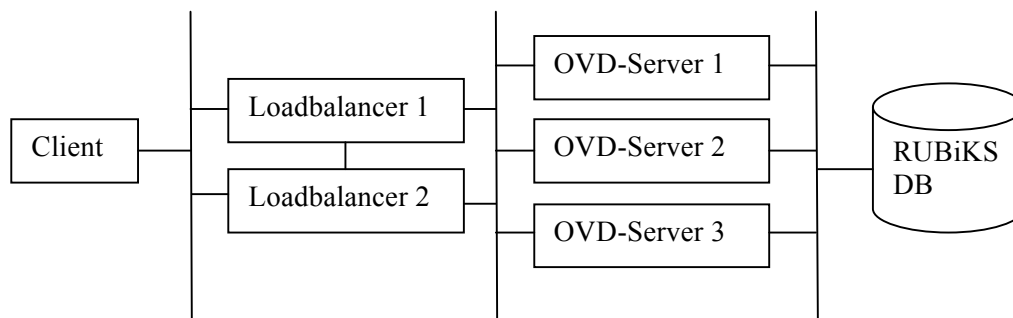 Client
Loadbalancer 1
Loadbalancer 2
OVD-Server 1
OVD-Server 2
OVD-Server 3
RUBiKS
DB